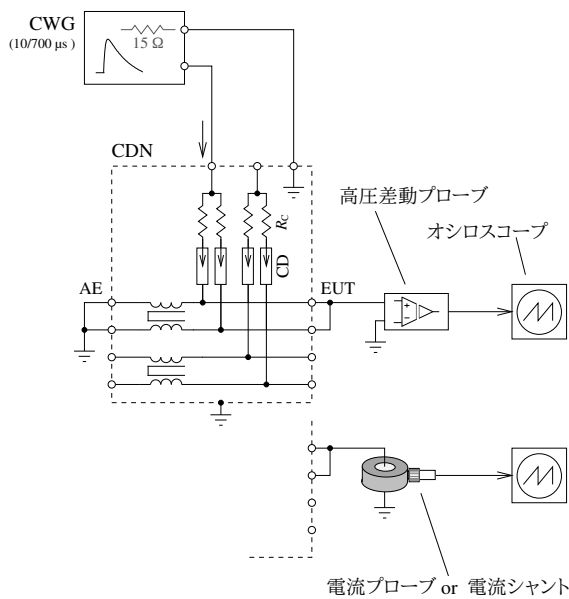 CWG
(10/700 μs )
15 Ω
CDN
高圧差動プローブ
オシロスコープ
RC
CD
AE
EUT
電流プローブ or 電流シャント